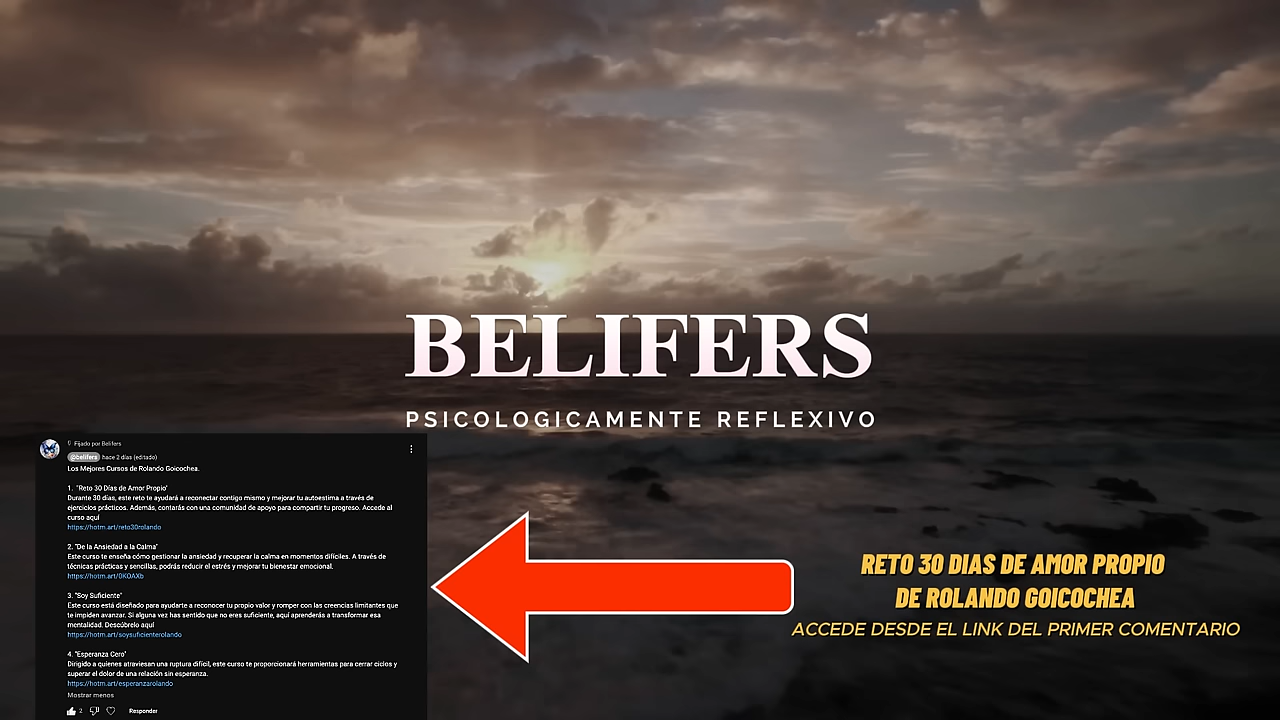 BELIFERS
PSICOLOGICAMENTE REFLEXIVO
Fijado por Belifers
@belifers hace 2 días (editado)
Los Mejores Cursos de Rolando Goicochea.
1. "Reto 30 Días de Amor Propio"
Durante 30 días, este reto te ayudará a reconectar contigo mismo y mejorar tu autoestima a través de
ejercicios prácticos. Además, contarás con una comunidad de apoyo para compartir tu progreso. Accede al
curso aquí
https://hotm.art/reto30rolando
2. "De la Ansiedad a la Calma"
Este curso te enseña cómo gestionar la ansiedad y recuperar la calma en momentos difíciles. A través de
técnicas prácticas y sencillas, podrás reducir el estrés y mejorar tu bienestar emocional.
https://hotm.art/0K0AXb
3. "Soy Suficiente"
Este curso está diseñado para ayudarte a reconocer tu propio valor y romper con las creencias limitantes que
te impiden avanzar. Si alguna vez has sentido que no eres suficiente, aquí aprenderás a transformar esa
mentalidad. Descúbrelo aquí
https://hotm.art/soysuficienterolando
4. "Esperanza Cero"
Dirigido a quienes atraviesan una ruptura difícil, este curso te proporcionará herramientas para cerrar ciclos y
superar el dolor de una relación sin esperanza.
https://hotm.art/esperanzarolando
Mostrar menos
2 Responder
RETO 30 DIAS DE AMOR PROPIO
DE ROLANDO GOICOCHEA
ACCEDE DESDE EL LINK DEL PRIMER COMENTARIO